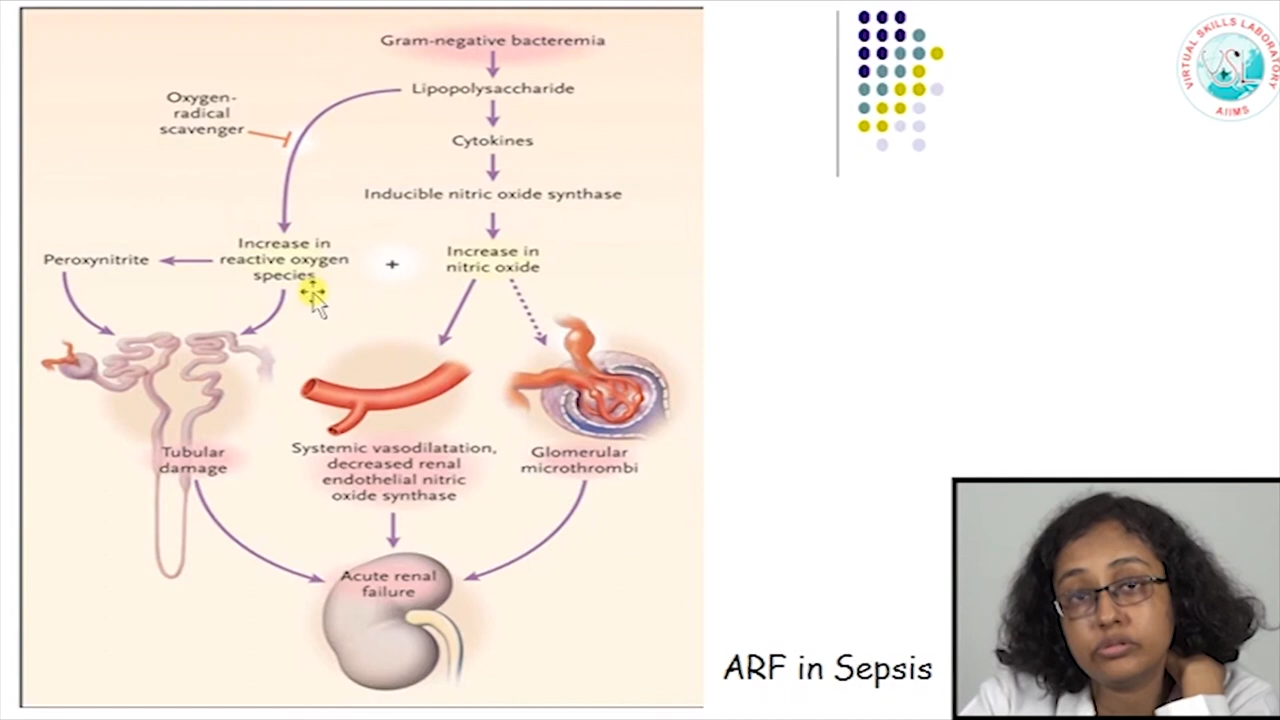 Gram-negative bacteremia
Lipopolysaccharide
Oxygen-
radical
scavenger
Cytokines
Inducible nitric oxide synthase
Increase in
reactive oxygen
species
Peroxynitrite
+
Increase in
nitric oxide
Tubular
damage
Systemic vasodilatation,
decreased renal
endothelial nitric
oxide synthase
Glomerular
microthrombi
Acute renal
failure
ARF in Sepsis
VIRTUAL SKILLS LABORATORY
VSL
AIIMS